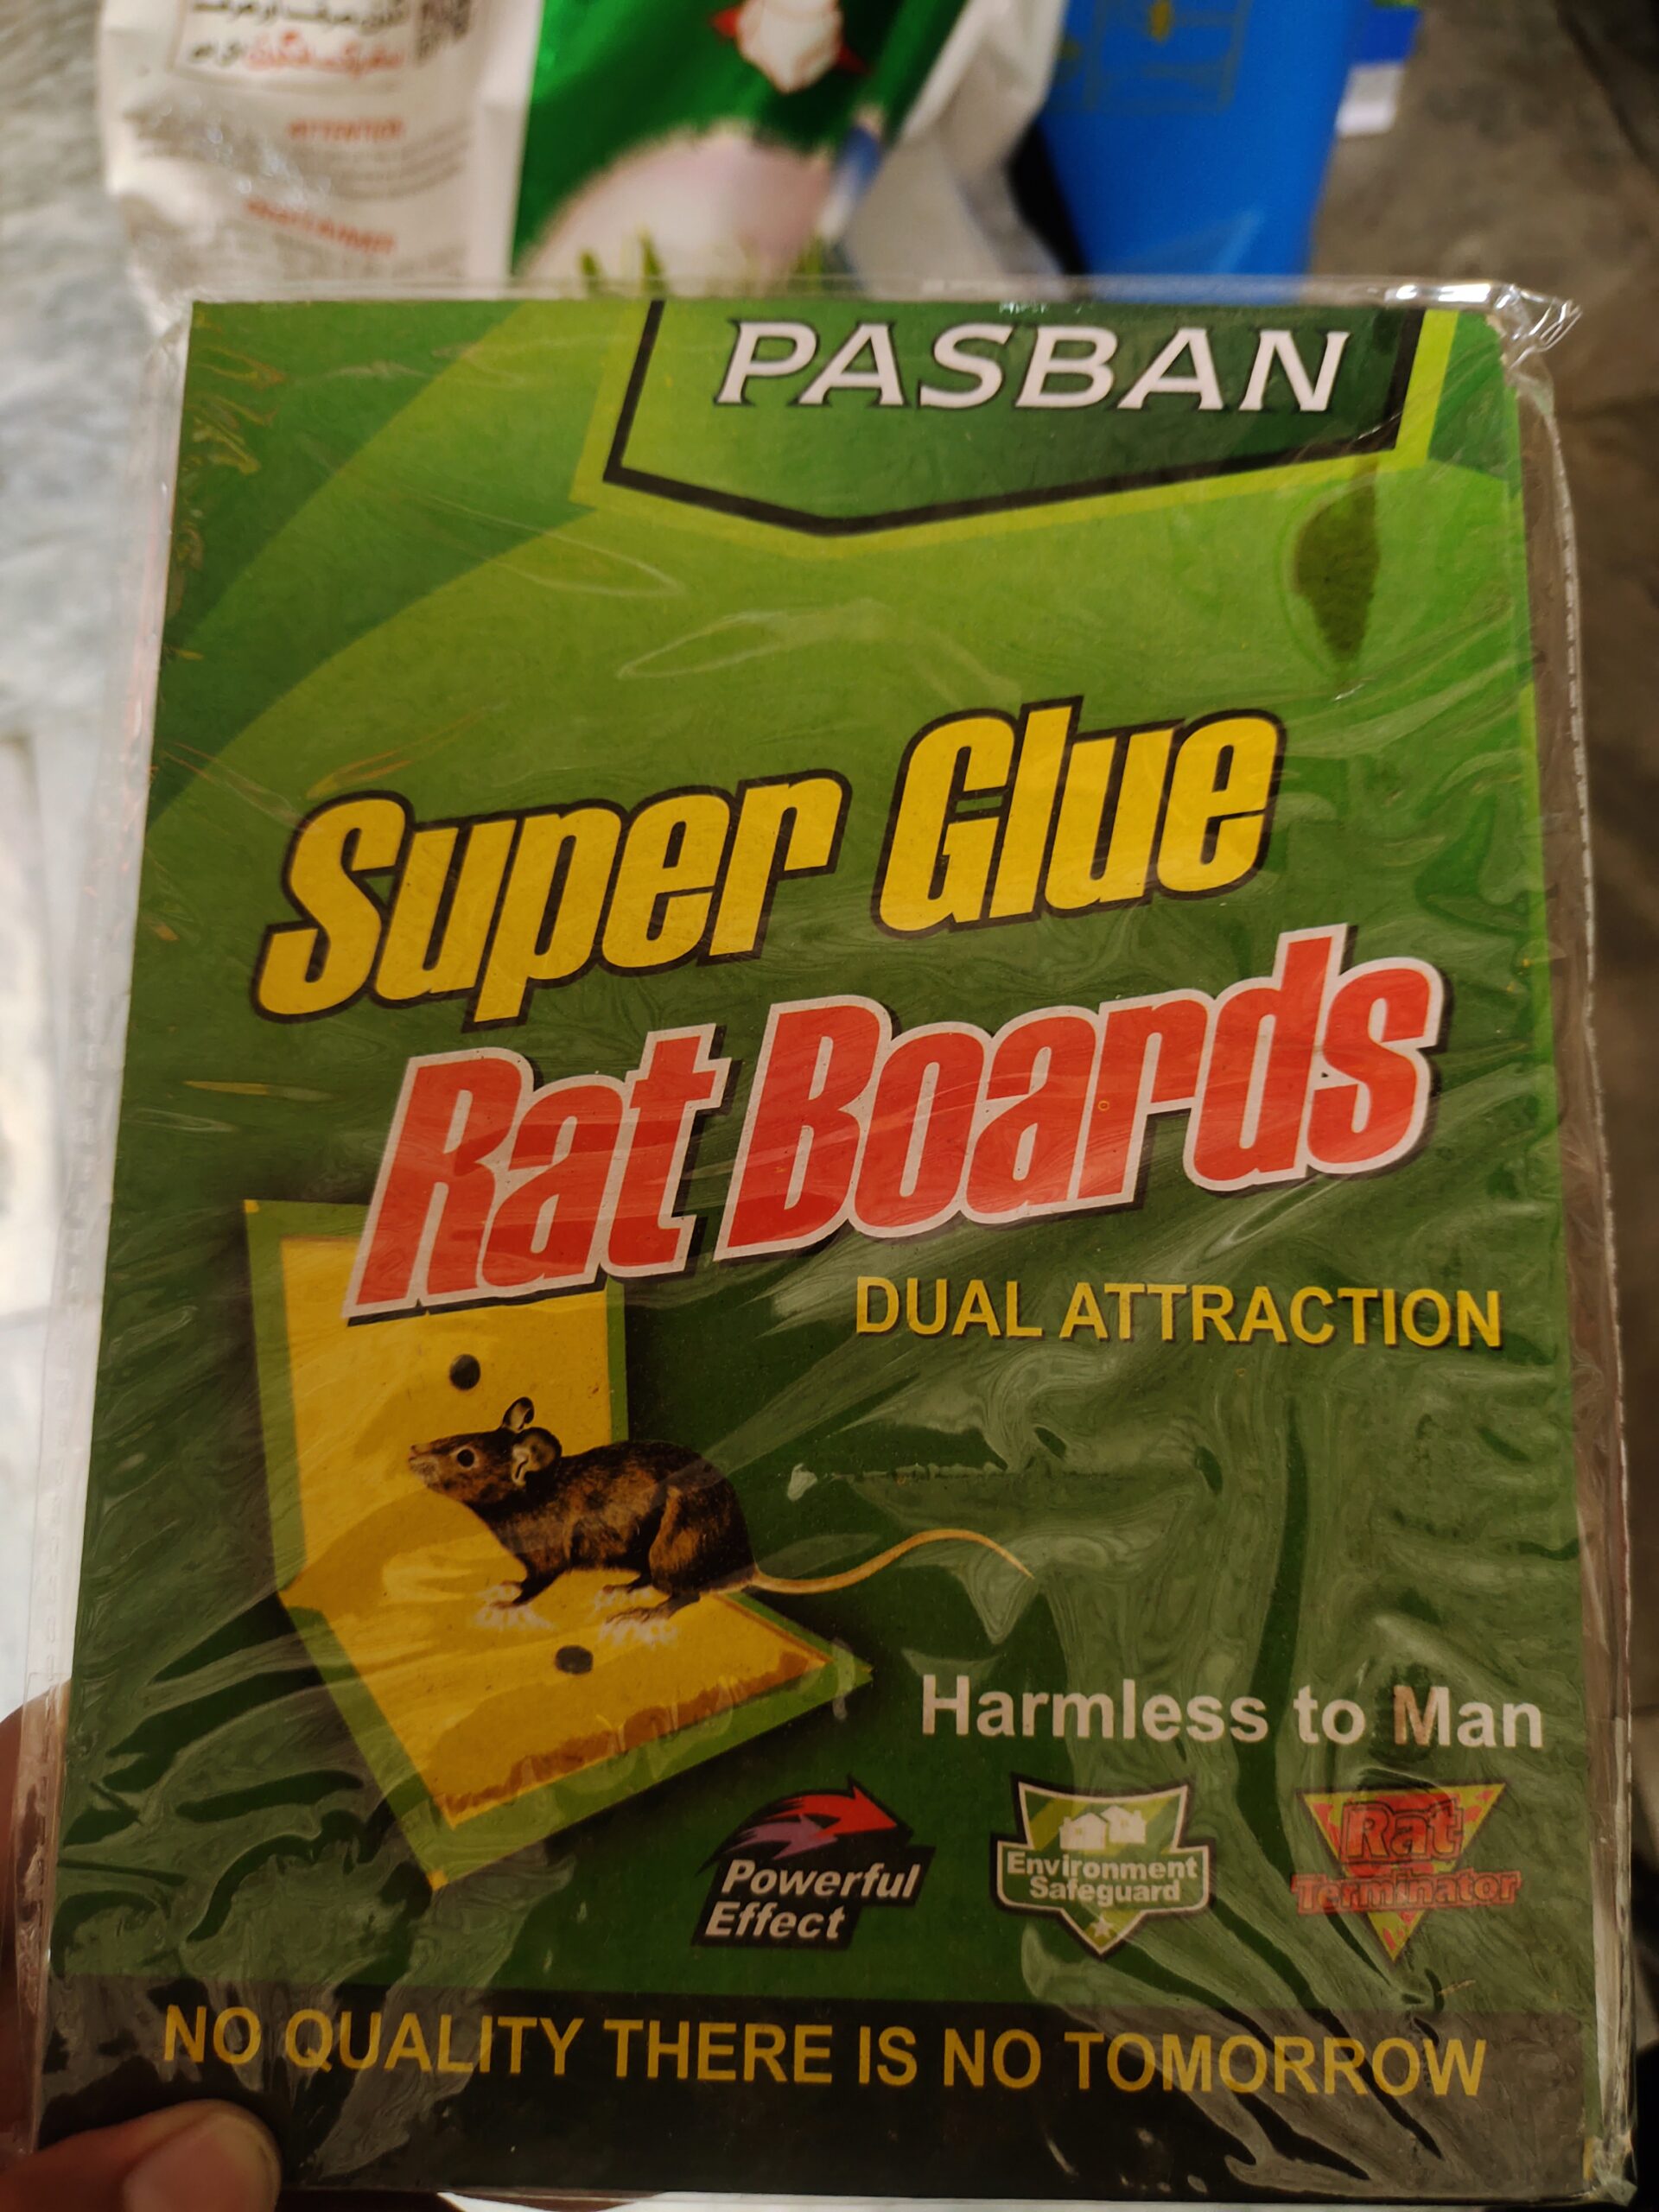 ATTENTION
PASBAN
Super Glue
Rat Boards
DUAL ATTRACTION
Harmless to Man
Powerful
Effect
Environment
Safeguard
Rat
Terminator
NO QUALITY THERE IS NO TOMORROW